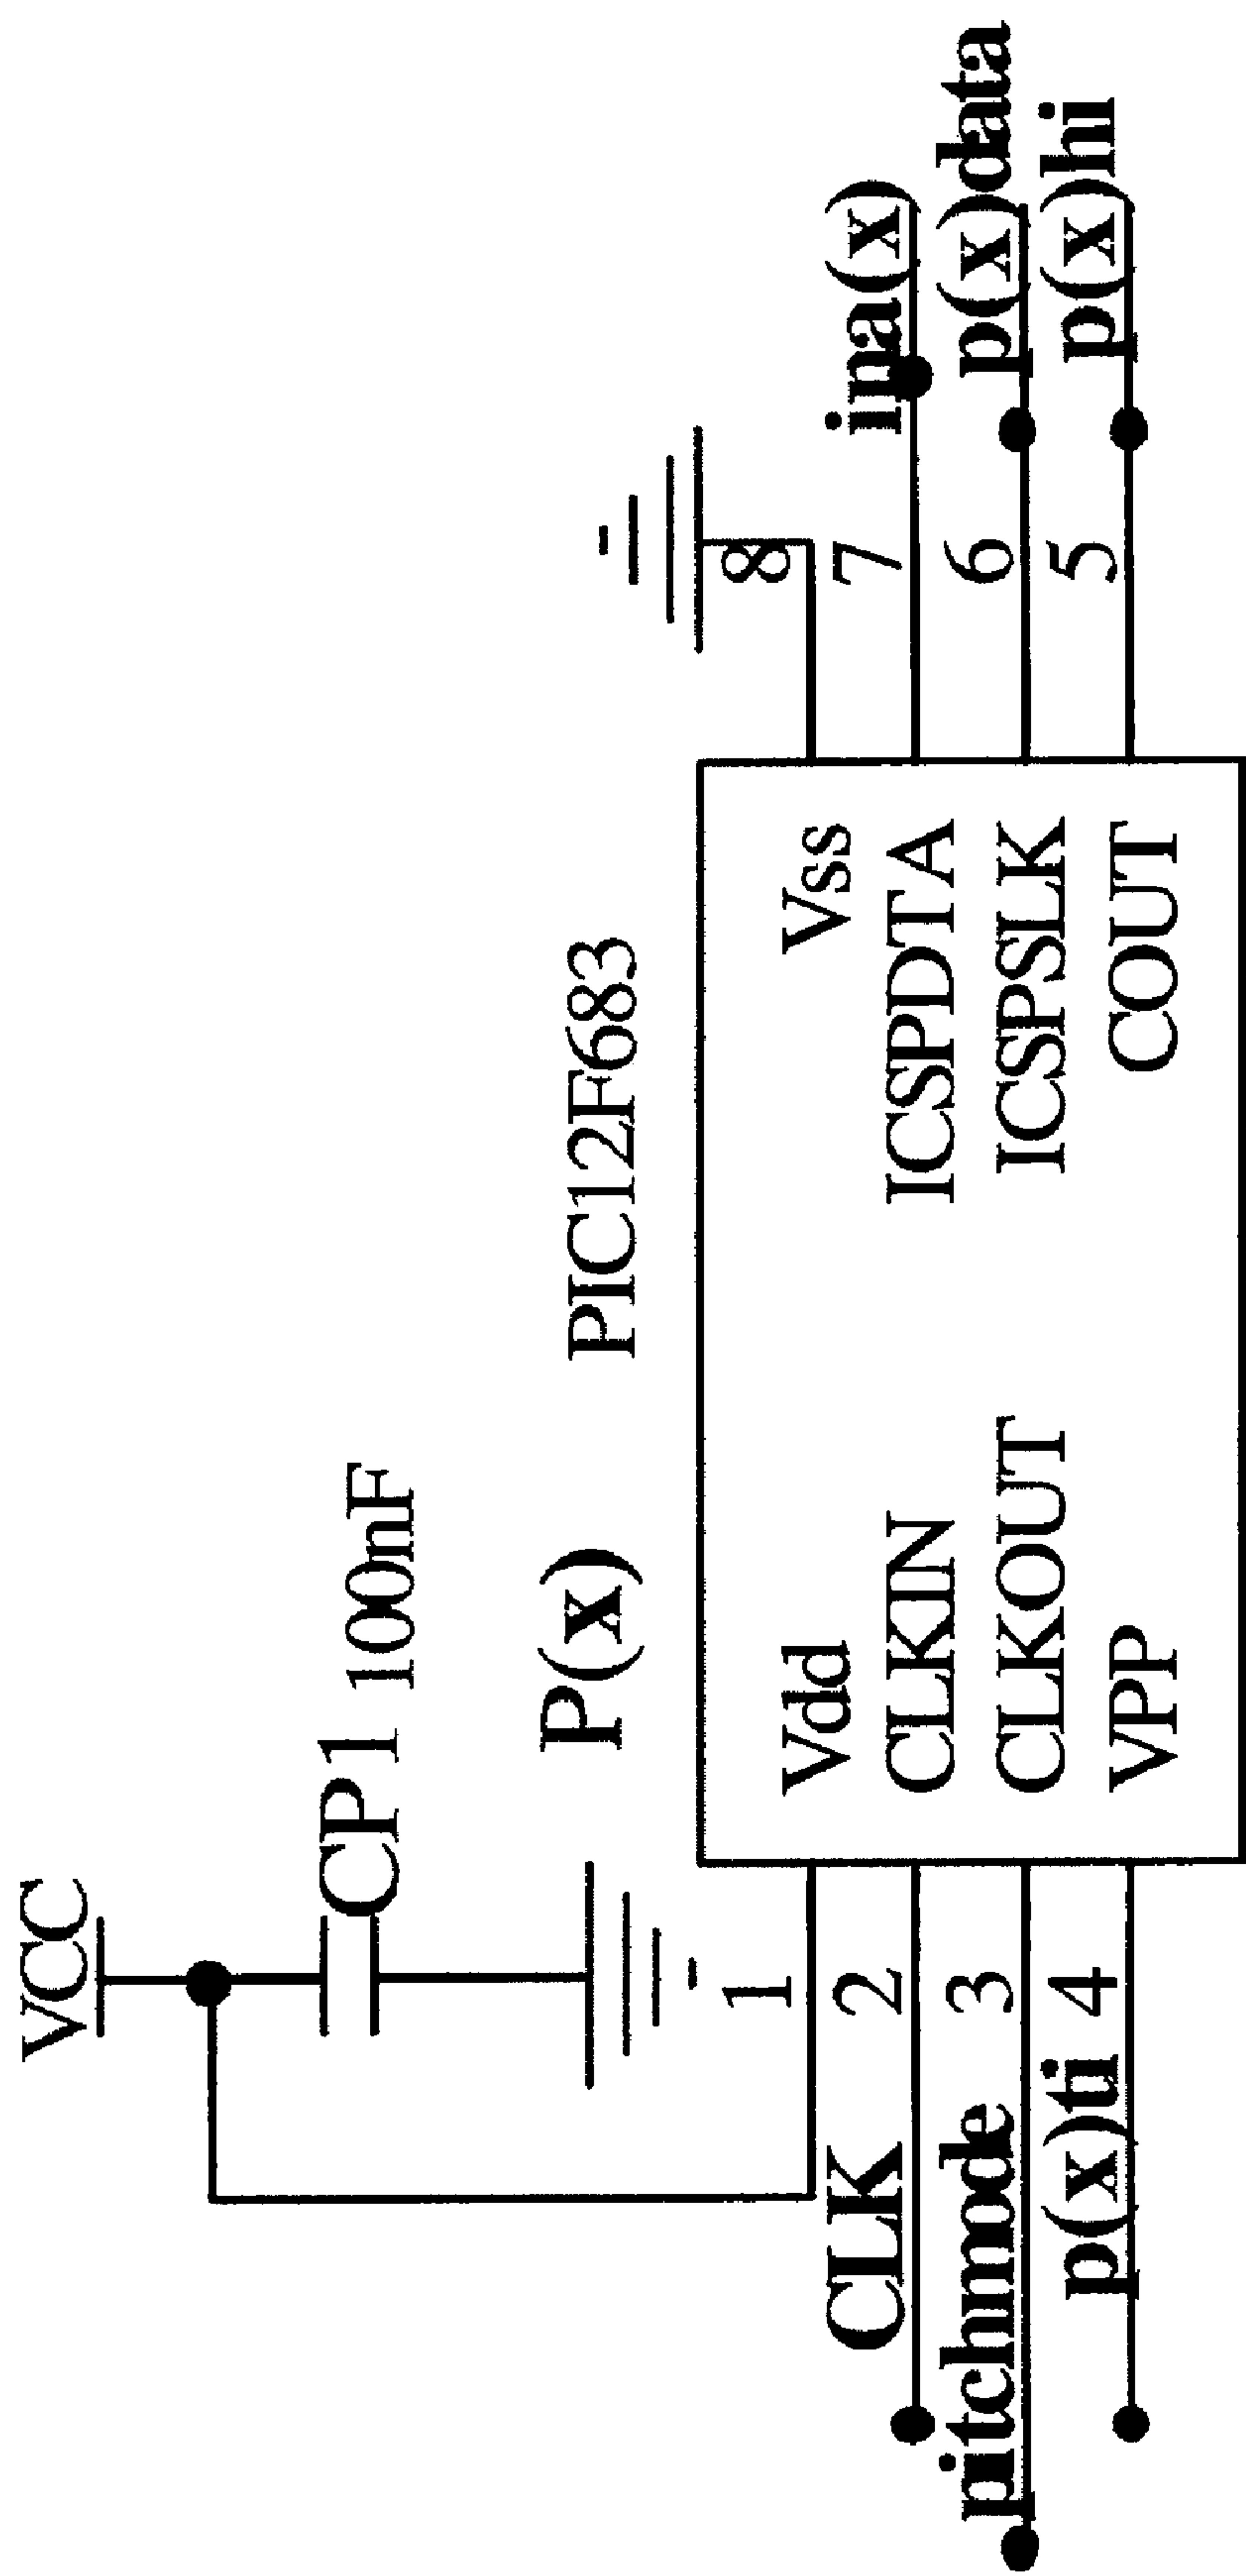 VCC
CP1 100nF
P(x) PIC12F683
1 Vdd Vss 8
CLK 2 CLKIN ICSPDTA 7 ina(x)
pitchmode 3 CLKOUT ICSPSLK 6 p(x)data
p(x)ti 4 VPP COUT 5 p(x)hi